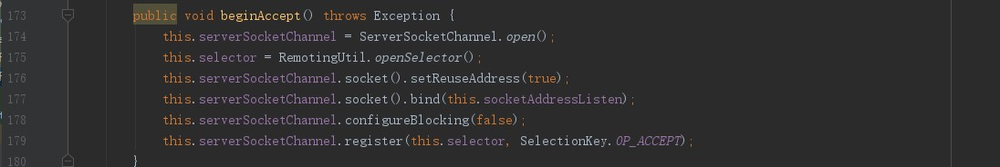 173 public void beginAccept() throws Exception {
174 this.serverSocketChannel = ServerSocketChannel.open();
175 this.selector = RemotingUtil.openSelector();
176 this.serverSocketChannel.socket().setReuseAddress(true);
177 this.serverSocketChannel.socket().bind(this.socketAddressListen);
178 this.serverSocketChannel.configureBlocking(false);
179 this.serverSocketChannel.register(this.selector, SelectionKey.OP_ACCEPT);
180 }